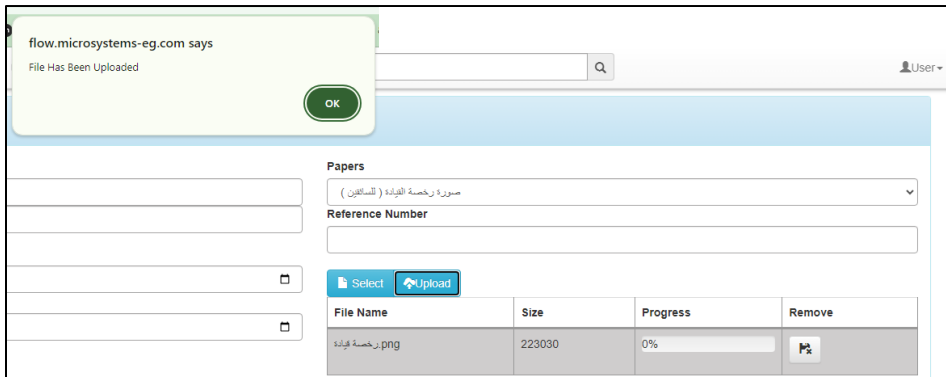 flow.microsystems-eg.com says
File Has Been Uploaded
OK
User
Papers
صورة رخصة القيادة ( للسائقين )
Reference Number
Select
Upload
File Name Size Progress Remove
رخصة قيادة.png 223030 0%